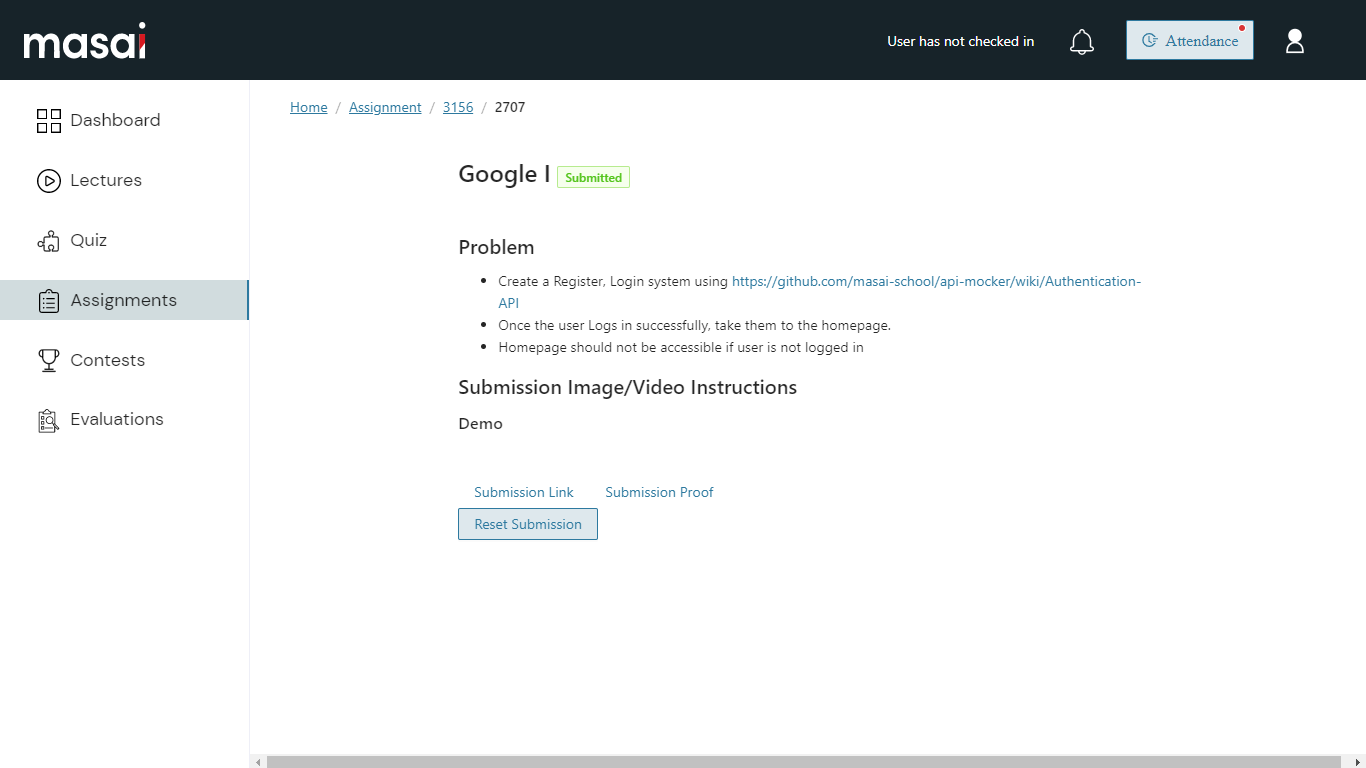 masai
User has not checked in
Attendance
Dashboard
Lectures
Quiz
Assignments
Contests
Evaluations
Home / Assignment / 3156 / 2707
Google I Submitted
Problem
Create a Register, Login system using https://github.com/masai-school/api-mocker/wiki/Authentication-
API
Once the user Logs in successfully, take them to the homepage.
Homepage should not be accessible if user is not logged in
Submission Image/Video Instructions
Demo
Submission Link Submission Proof
Reset Submission